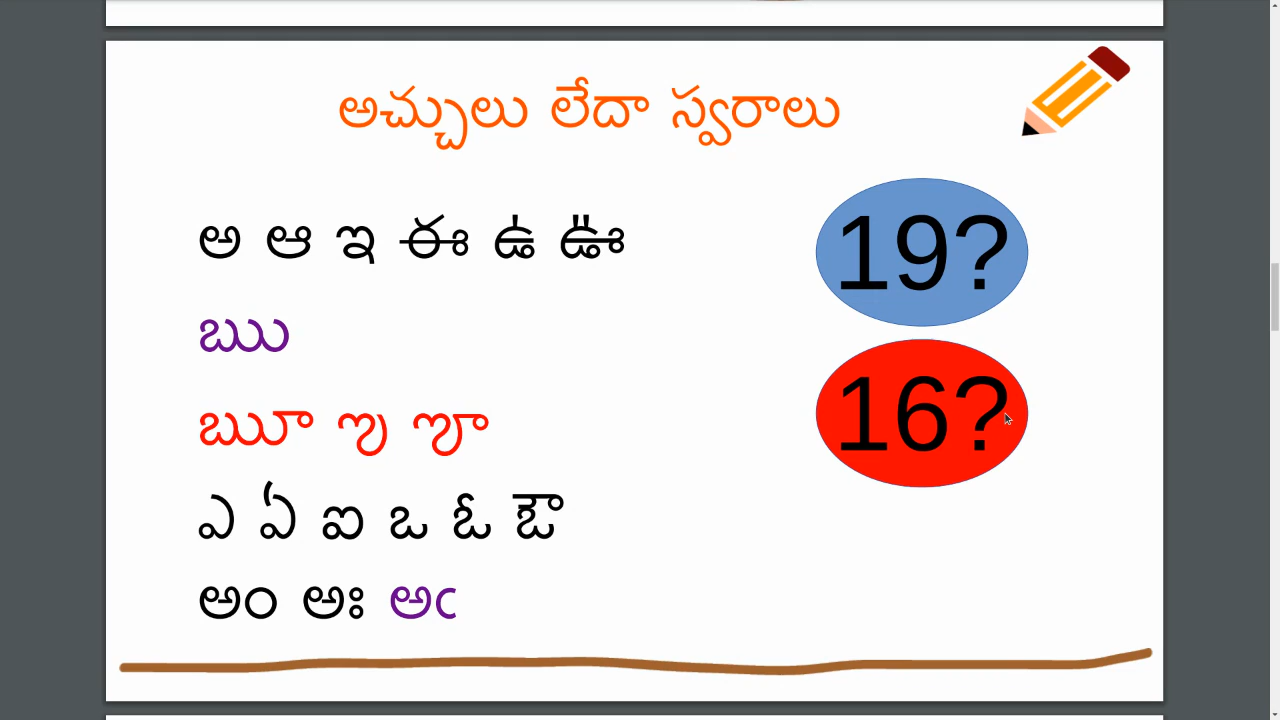 అచ్చులు లేదా స్వరాలు
అ ఆ ఇ ఈ ఉ ఊ
19?
ఋ
16?
ౠ ఌ ౡ
ఎ ఏ ఐ ఒ ఓ ఔ
అం అః అఁ